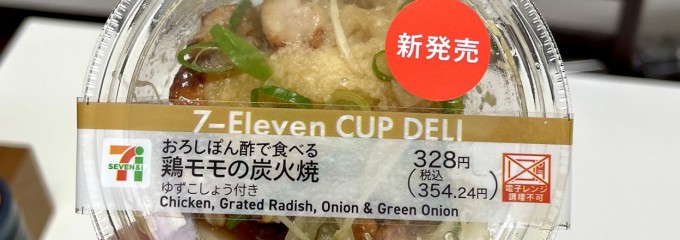 新発売
7-Eleven CUP DELI
SEVEN&i
おろしぽん酢で食べる
鶏モモの炭火焼
ゆずこしょう付き
Chicken, Grated Radish, Onion & Green Onion
328円
(税込
354.24円)
電子レンジ
調理不可